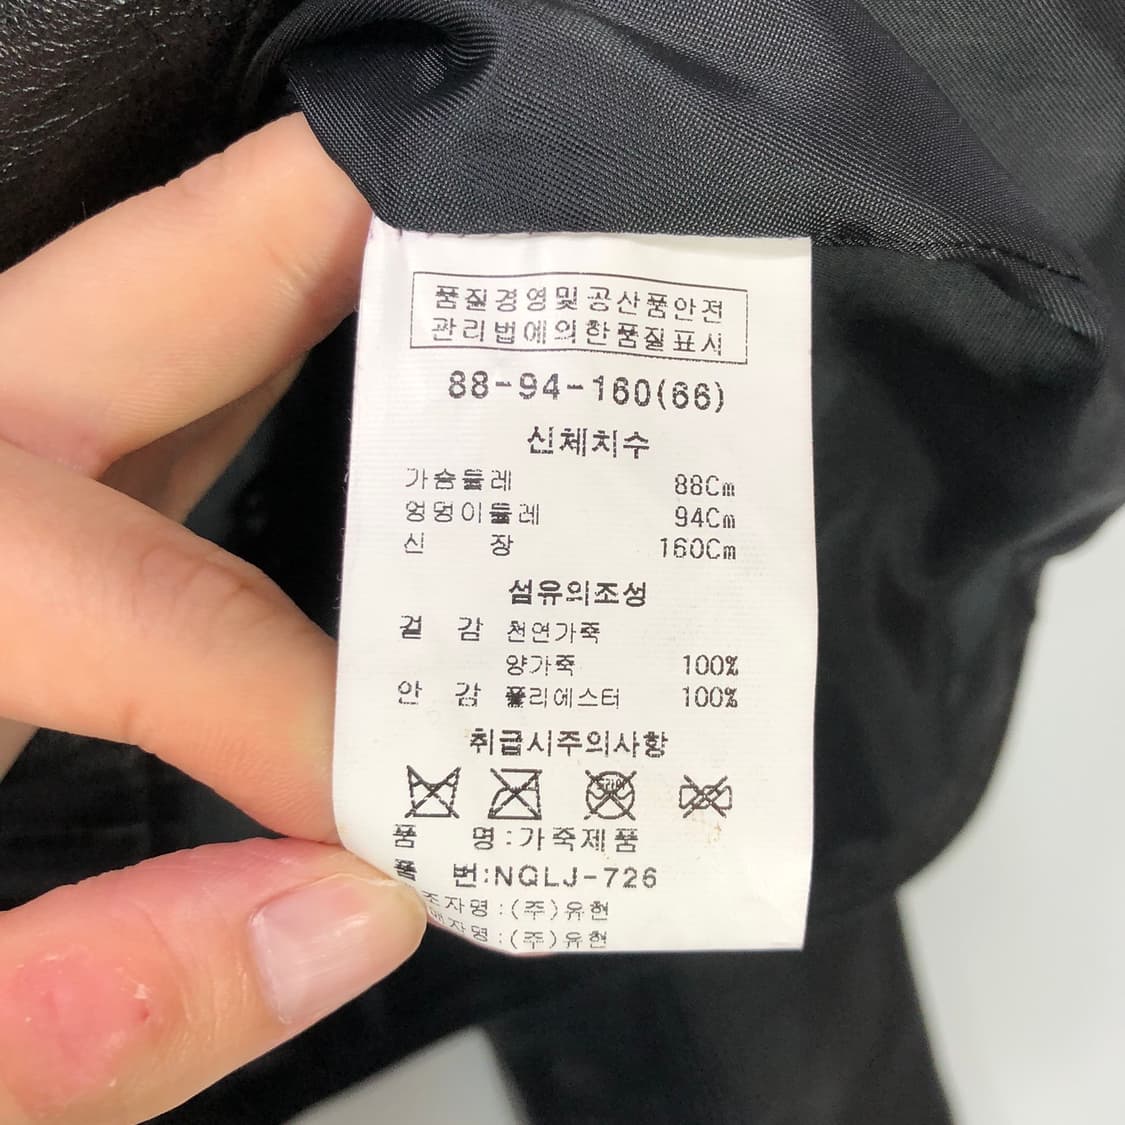 품질경영및공산품안전
관리법에의한품질표시
88-94-160(66)
신체치수
가슴둘레 88Cm
엉덩이둘레 94Cm
신 장 160Cm
섬유의조성
겉 감 천연가죽
양가죽 100%
안 감 폴리에스터 100%
취급시주의사항
드라이
품 명:가죽제품
품 번:NQLJ-726
조자명:(주)유현
매자명:(주)유현